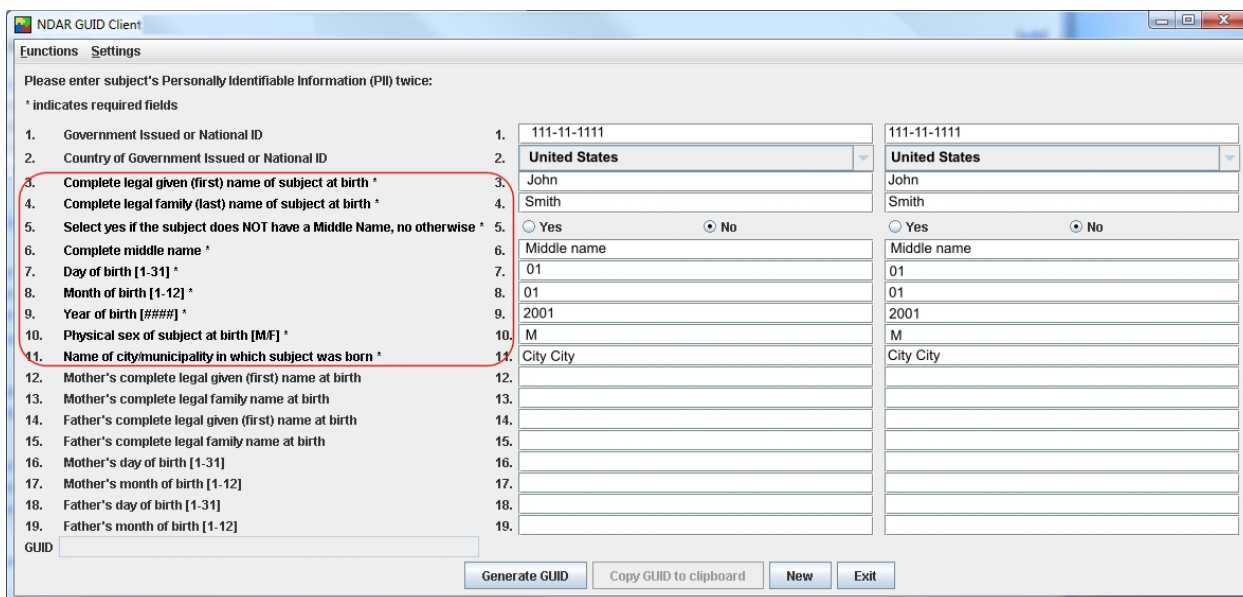 NDAR GUID Client
Functions Settings
Please enter subject's Personally Identifiable Information (PII) twice:
* indicates required fields
1. Government Issued or National ID 1. 111-11-1111 111-11-1111
2. Country of Government Issued or National ID 2. United States United States
3. Complete legal given (first) name of subject at birth * 3. John John
4. Complete legal family (last) name of subject at birth * 4. Smith Smith
5. Select yes if the subject does NOT have a Middle Name, no otherwise * 5. Yes No Yes No
6. Complete middle name * 6. Middle name Middle name
7. Day of birth [1-31] * 7. 01 01
8. Month of birth [1-12] * 8. 01 01
9. Year of birth [####] * 9. 2001 2001
10. Physical sex of subject at birth [M/F] * 10. M M
11. Name of city/municipality in which subject was born * 11. City City City City
12. Mother's complete legal given (first) name at birth 12.
13. Mother's complete legal family name at birth 13.
14. Father's complete legal given (first) name at birth 14.
15. Father's complete legal family name at birth 15.
16. Mother's day of birth [1-31] 16.
17. Mother's month of birth [1-12] 17.
18. Father's day of birth [1-31] 18.
19. Father's month of birth [1-12] 19.
GUID
Generate GUID Copy GUID to clipboard New Exit